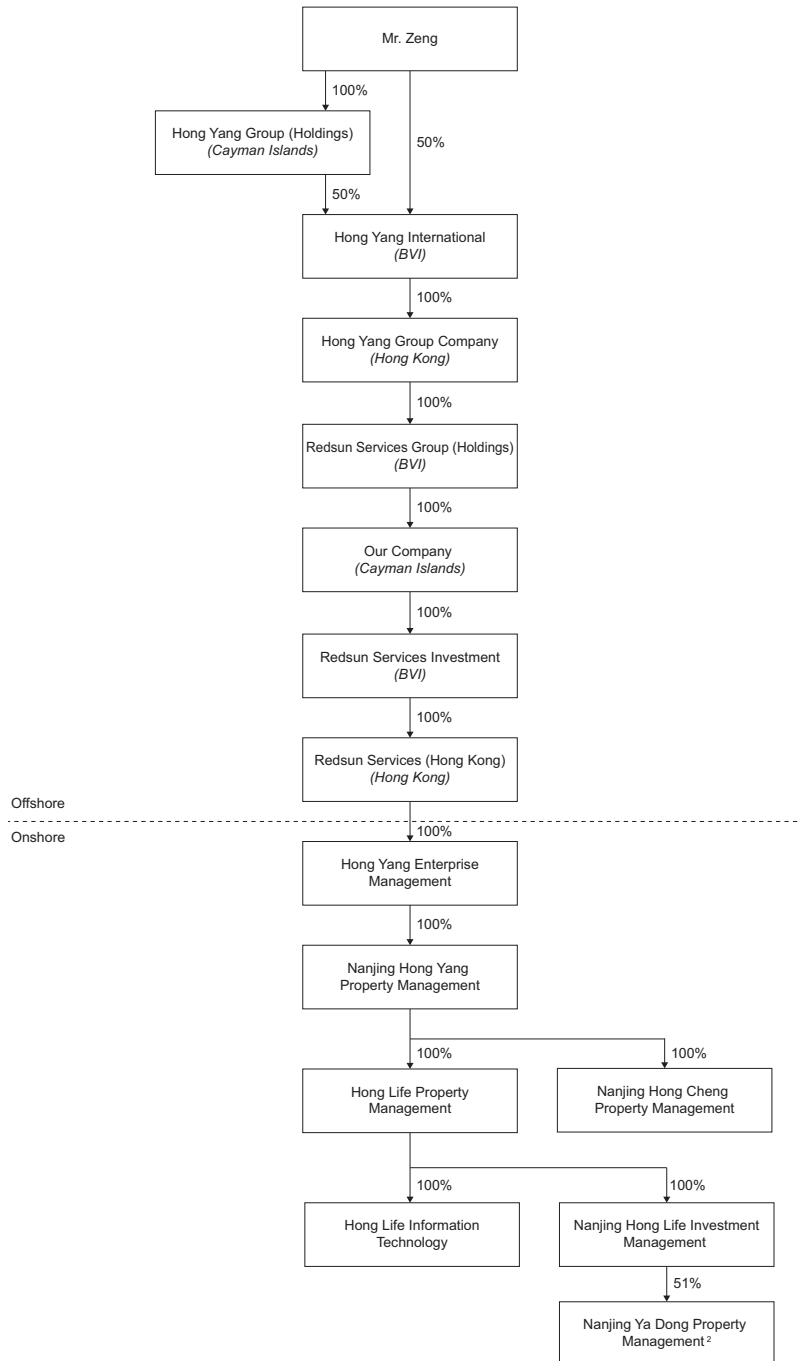 Mr. Zeng
100%
Hong Yang Group (Holdings)
(Cayman Islands)
50%
50%
Hong Yang International
(BVI)
100%
Hong Yang Group Company
(Hong Kong)
100%
Redsun Services Group (Holdings)
(BVI)
100%
Our Company
(Cayman Islands)
100%
Redsun Services Investment
(BVI)
100%
Redsun Services (Hong Kong)
(Hong Kong)
Offshore
Onshore
100%
Hong Yang Enterprise
Management
100%
Nanjing Hong Yang
Property Management
100%
100%
Hong Life Property
Management
Nanjing Hong Cheng
Property Management
100%
100%
Hong Life Information
Technology
Nanjing Hong Life Investment
Management
51%
Nanjing Ya Dong Property
Management ²